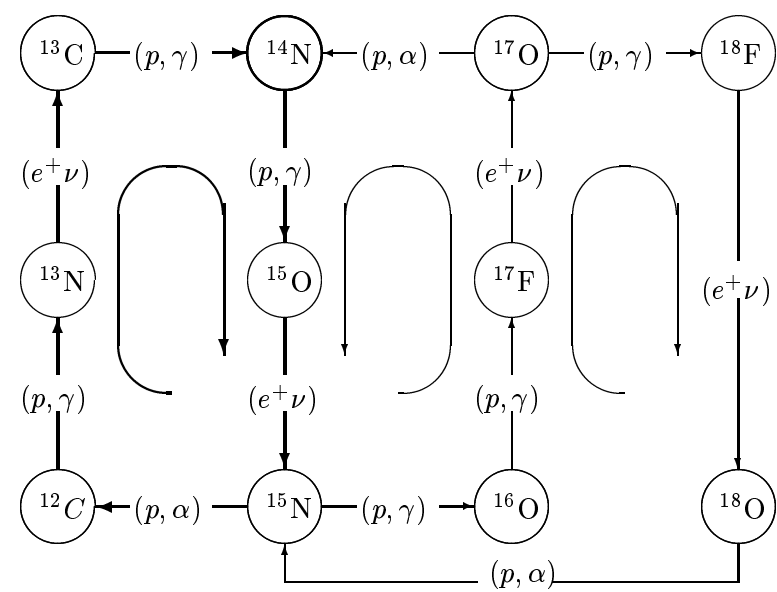 ¹³C (p, γ) ¹⁴N (p, α) ¹⁷O (p, γ) ¹⁸F
(e⁺ν) (p, γ) (e⁺ν)
¹³N ¹⁵O ¹⁷F (e⁺ν)
(p, γ) (e⁺ν) (p, γ)
¹²C (p, α) ¹⁵N (p, γ) ¹⁶O ¹⁸O
(p, α)